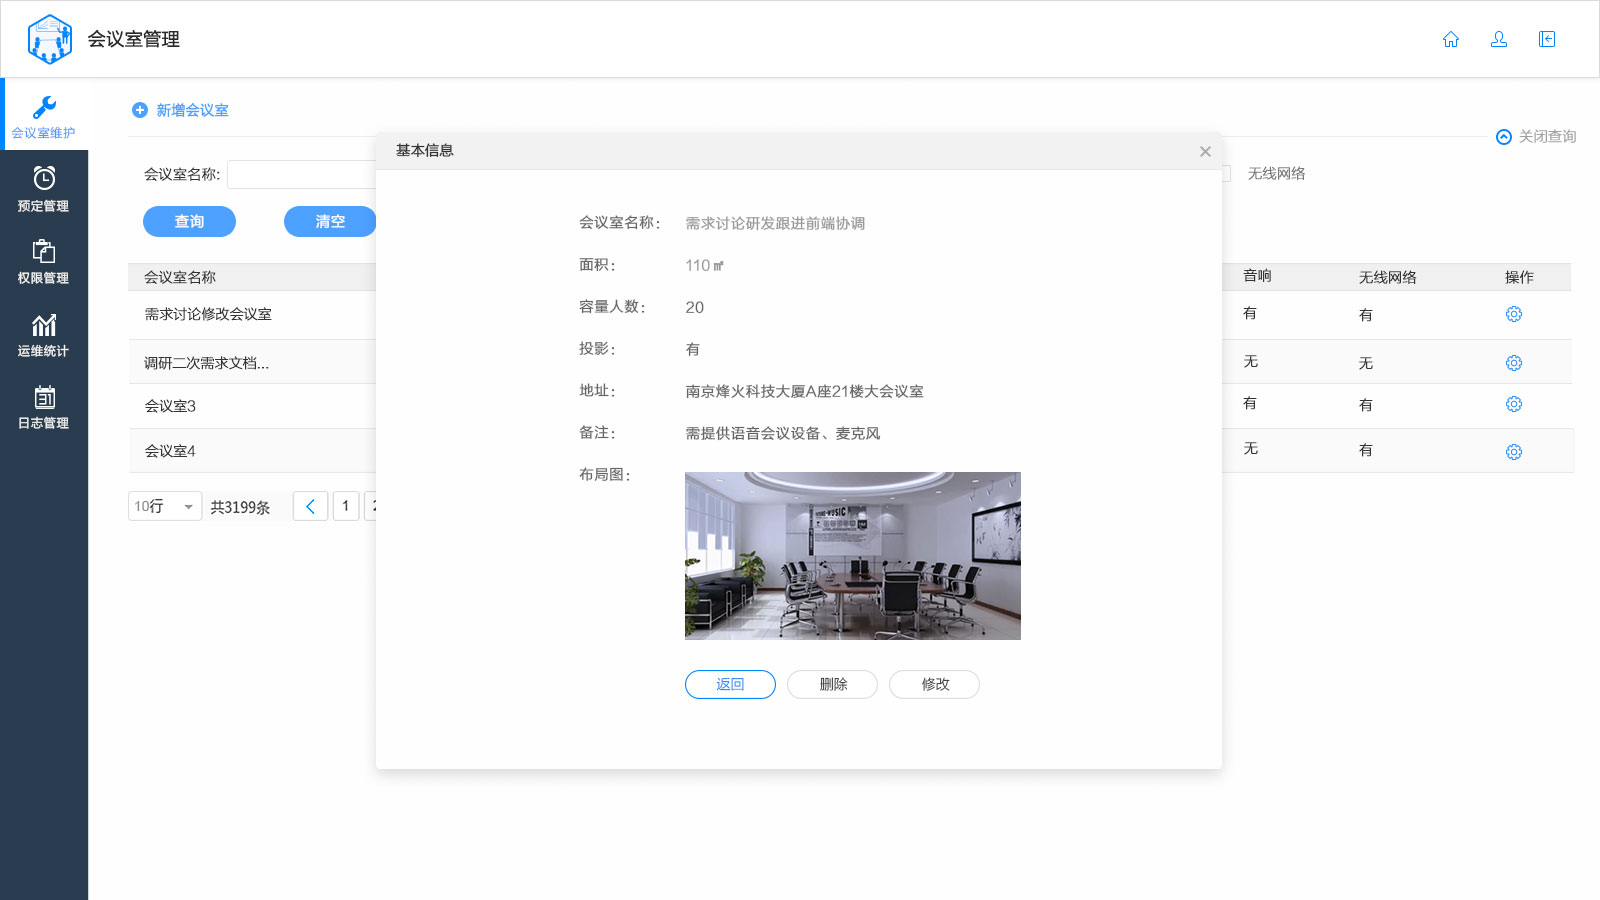 会议室管理
会议室维护
预定管理
权限管理
运维统计
31
日志管理
新增会议室
关闭查询
会议室名称:
无线网络
查询
清空
会议室名称
音响
无线网络
操作
需求讨论修改会议室
有
有
调研二次需求文档...
无
无
会议室3
有
有
会议室4
无
有
10行
共3199条
1
基本信息
会议室名称：
需求讨论研发跟进前端协调
面积：
110㎡
容量人数：
20
投影：
有
地址：
南京烽火科技大厦A座21楼大会议室
备注：
需提供语音会议设备、麦克风
布局图：
返回
删除
修改